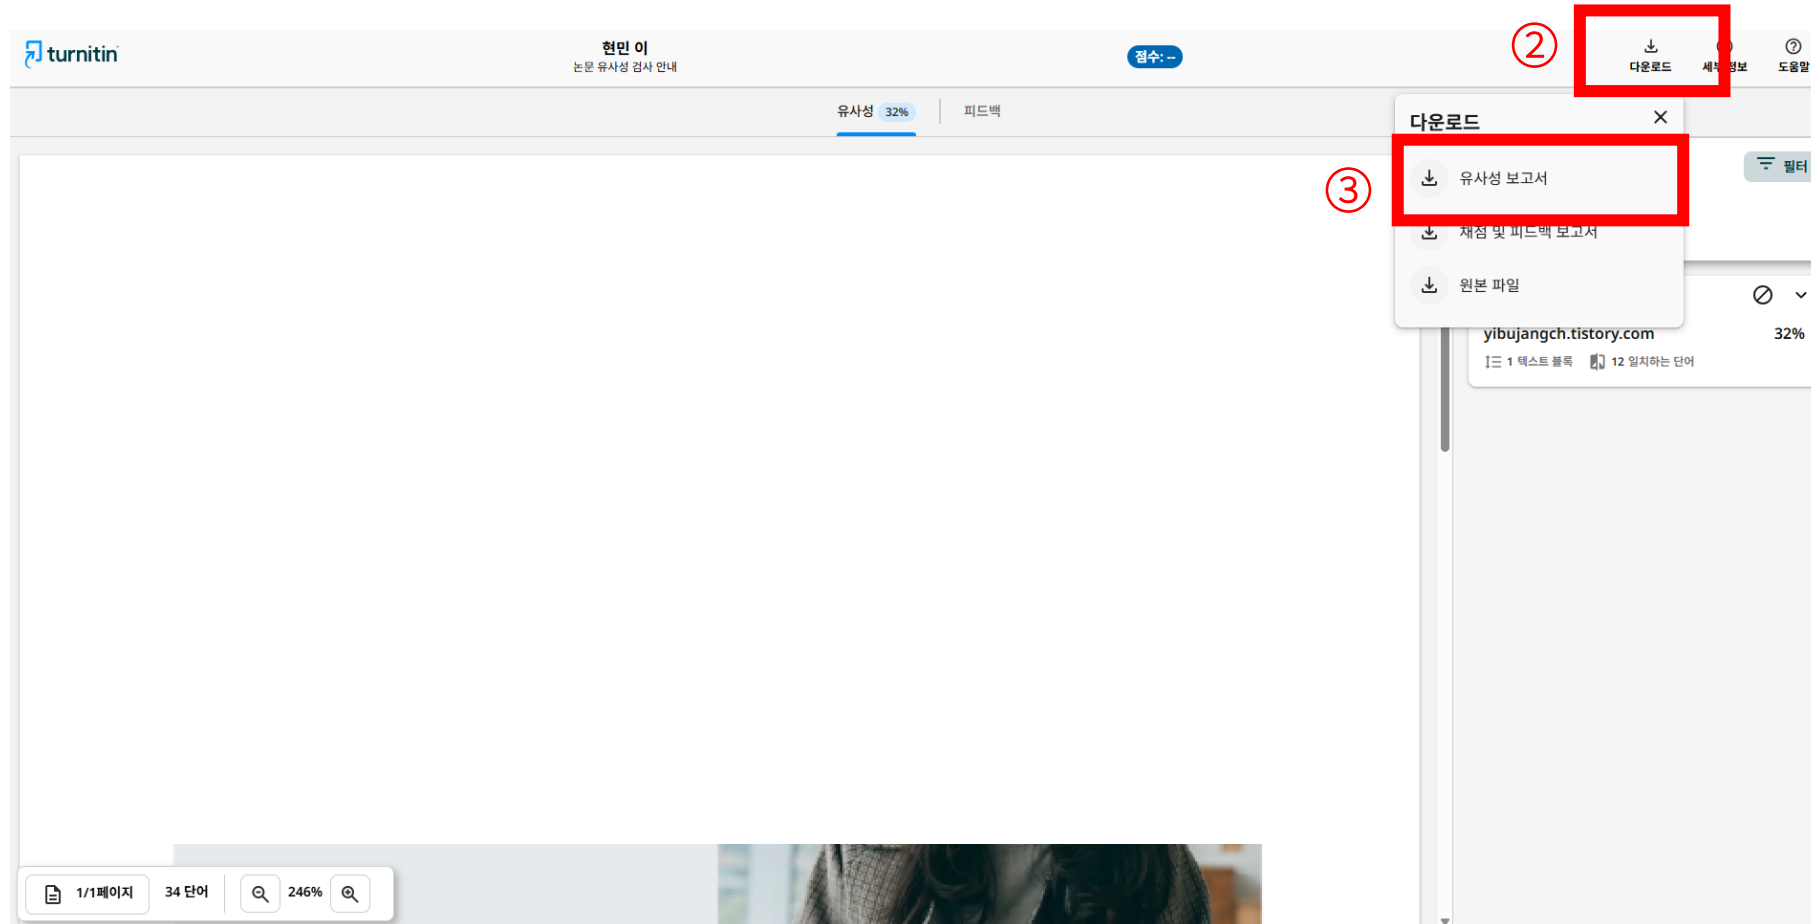 turnitin
현민 이
논문 유사성 검사 안내
점수: --
②
다운로드
세부 정보
도움말
유사성 32%
피드백
다운로드
③
유사성 보고서
채점 및 피드백 보고서
원본 파일
필터
yibujangch.tistory.com
32%
1 텍스트 블록
12 일치하는 단어
1/1페이지
34 단어
246%